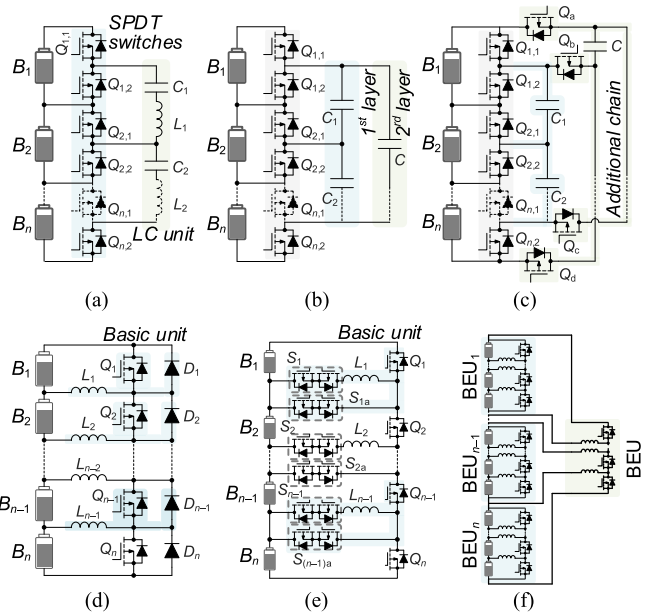 SPDT
switches
Q1,1
B1
Q1,2
C1
L1
B2
Q2,1
Q2,2
C2
L2
Bn
Qn,1
Qn,2
LC unit
(a)
B1
Q1,1
Q1,2
C1
1st layer
2rd layer
B2
Q2,1
C
Q2,2
C2
Bn
Qn,1
Qn,2
(b)
Qa
B1
Q1,1
Qb
C
Q1,2
C1
B2
Q2,1
Q2,2
C2
Additional chain
Bn
Qn,1
Qn,2
Qc
Qd
(c)
Basic unit
B1
Q1
D1
L1
B2
Q2
D2
L2
Ln–2
Bn–1
Qn–1
Dn–1
Ln–1
Bn
Qn
Dn
(d)
Basic unit
B1
S1
L1
Q1
S1a
B2
S2
L2
Q2
S2a
Bn–1
Sn–1
Ln–1
Qn–1
Bn
S(n–1)a
Qn
(e)
BEU1
BEUn–1
BEUn
BEU
(f)